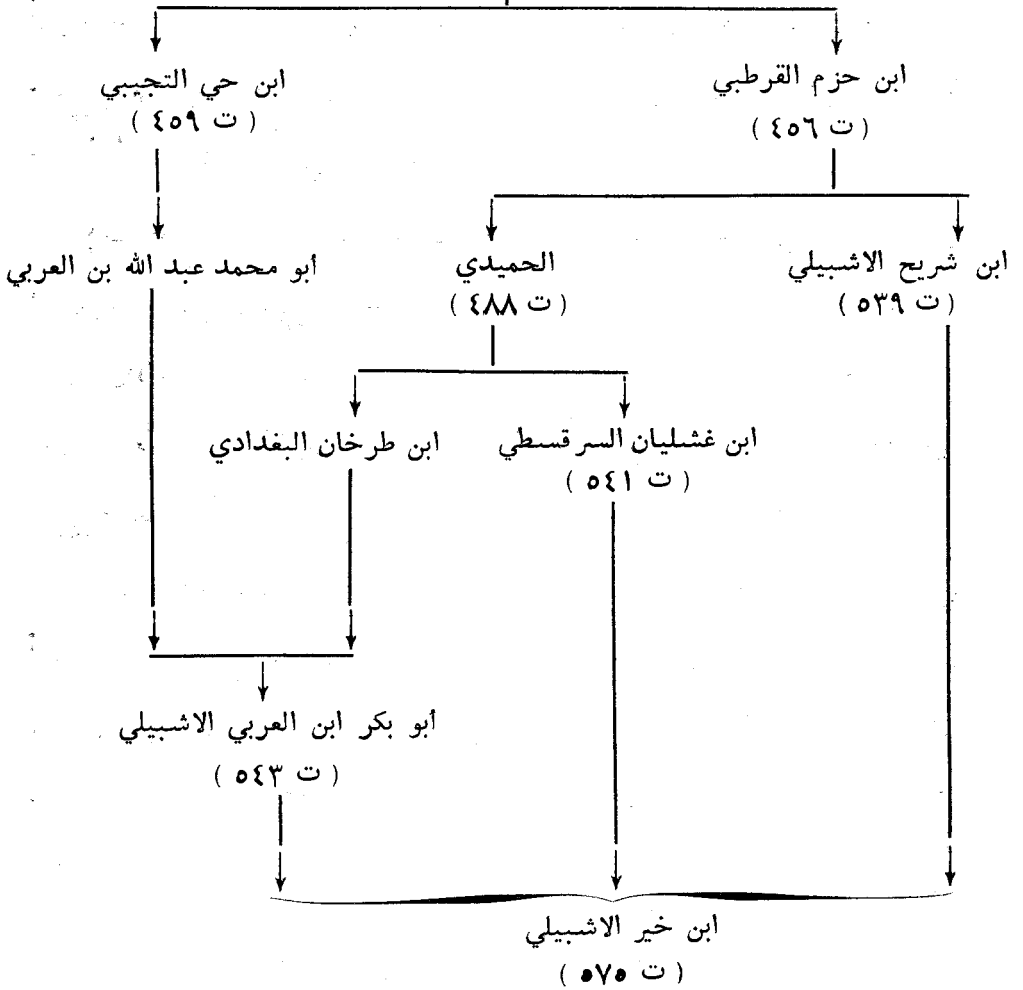 ابن حزم القرطبي
( ت ٤٥٦ )
ابن حي التجيبي
( ت ٤٥٩ )
ابن شريح الاشبيلي
( ت ٥٣٩ )
الحميدي
( ت ٤٨٨ )
أبو محمد عبد الله بن العربي
ابن غشليان السرقسطي
( ت ٥٤١ )
ابن طرخان البغدادي
أبو بكر ابن العربي الاشبيلي
( ت ٥٤٣ )
ابن خير الاشبيلي
( ت ٥٧٥ )